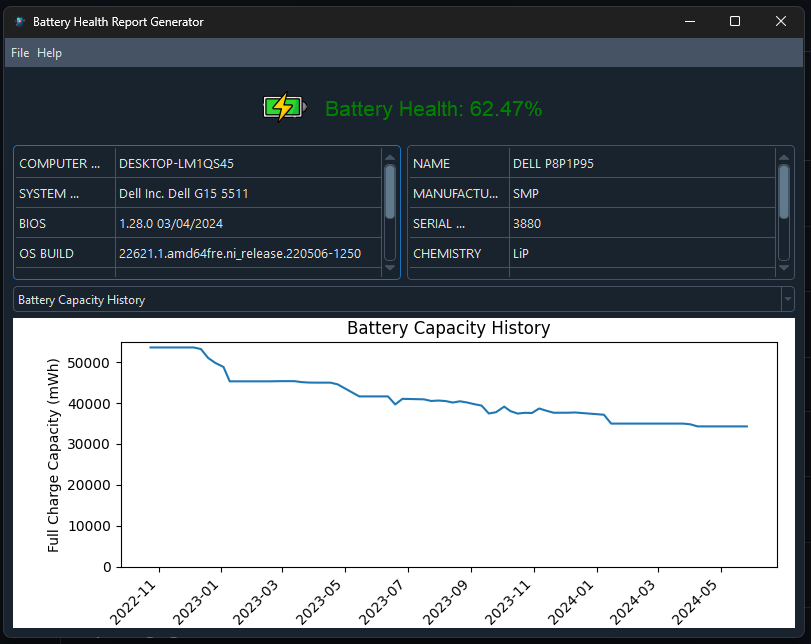 Battery Health Report Generator
File Help
Battery Health: 62.47%
COMPUTER ... DESKTOP-LM1QS45
SYSTEM ... Dell Inc. Dell G15 5511
BIOS 1.28.0 03/04/2024
OS BUILD 22621.1.amd64fre.ni_release.220506-1250
NAME DELL P8P1P95
MANUFACTU... SMP
SERIAL ... 3880
CHEMISTRY LiP
Battery Capacity History
Battery Capacity History
Full Charge Capacity (mWh)
50000
40000
30000
20000
10000
0
2022-11
2023-01
2023-03
2023-05
2023-07
2023-09
2023-11
2024-01
2024-03
2024-05